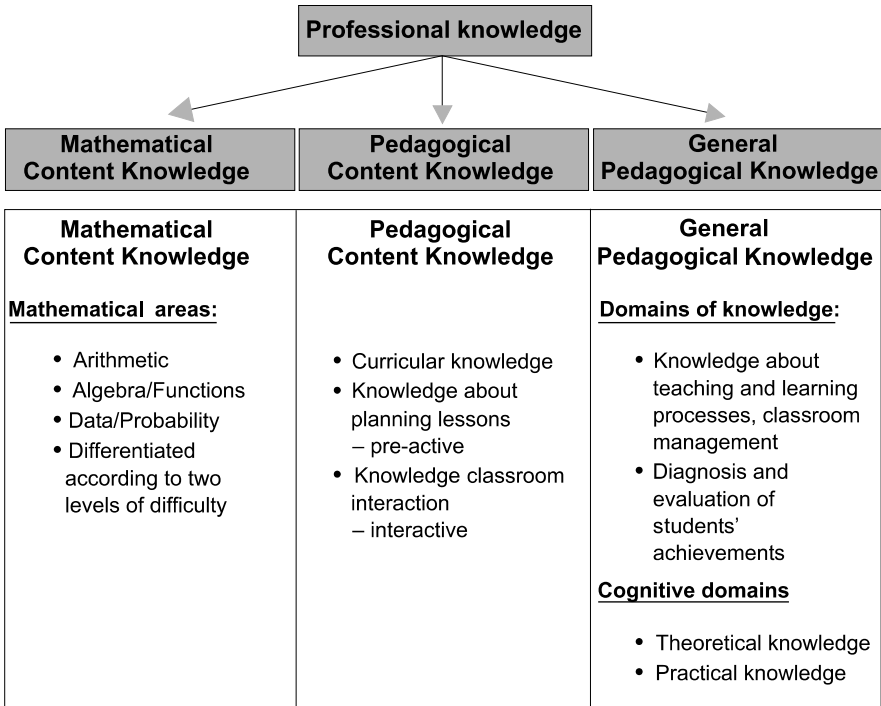 Professional knowledge
Mathematical
Content Knowledge
Pedagogical
Content Knowledge
General
Pedagogical Knowledge
Mathematical
Content Knowledge
Mathematical areas:
• Arithmetic
• Algebra/Functions
• Data/Probability
• Differentiated
according to two
levels of difficulty
Pedagogical
Content Knowledge
• Curricular knowledge
• Knowledge about
planning lessons
– pre-active
• Knowledge classroom
interaction
– interactive
General
Pedagogical Knowledge
Domains of knowledge:
• Knowledge about
teaching and learning
processes, classroom
management
• Diagnosis and
evaluation of
students’
achievements
Cognitive domains
• Theoretical knowledge
• Practical knowledge